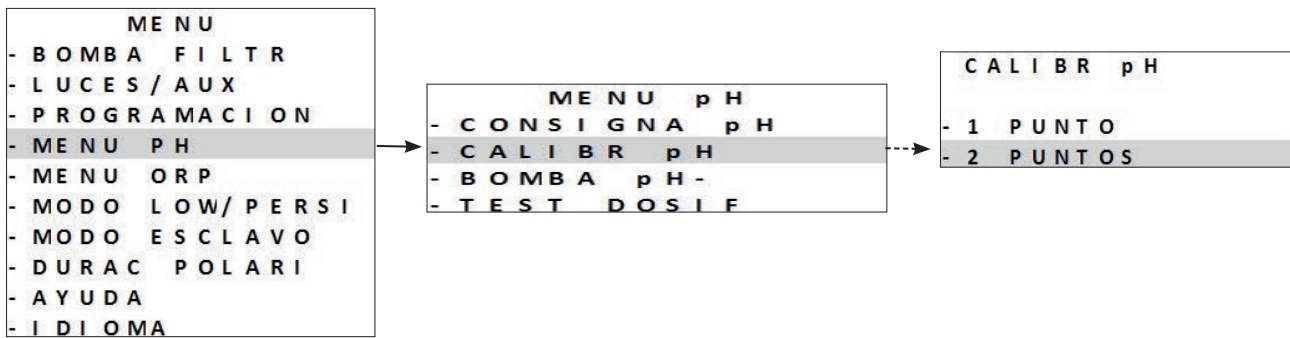 MENU
- BOMBA FILTR
- LUCES/AUX
- PROGRAMACION
- MENU PH
- MENU ORP
- MODO LOW/PERSI
- MODO ESCLAVO
- DURAC POLARI
- AYUDA
- IDIOMA
MENU pH
- CONSIGNA pH
- CALIBR pH
- BOMBA pH-
- TEST DOSIF
CALIBR pH
- 1 PUNTO
- 2 PUNTOS